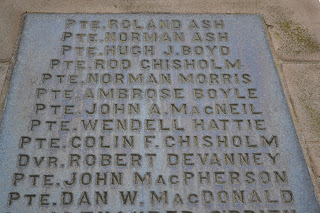 PTE. ROLAND ASH
PTE. NORMAN ASH
PTE. HUGH J. BOYD
PTE. ROD CHISHOLM
PTE. NORMAN MORRIS
PTE. AMBROSE BOYLE
PTE. JOHN A. MACNEIL
PTE. WENDELL HATTIE
PTE. COLIN F. CHISHOLM
DVR. ROBERT DEVANNEY
PTE. JOHN MACPHERSON
PTE. DAN W. MACDONALD